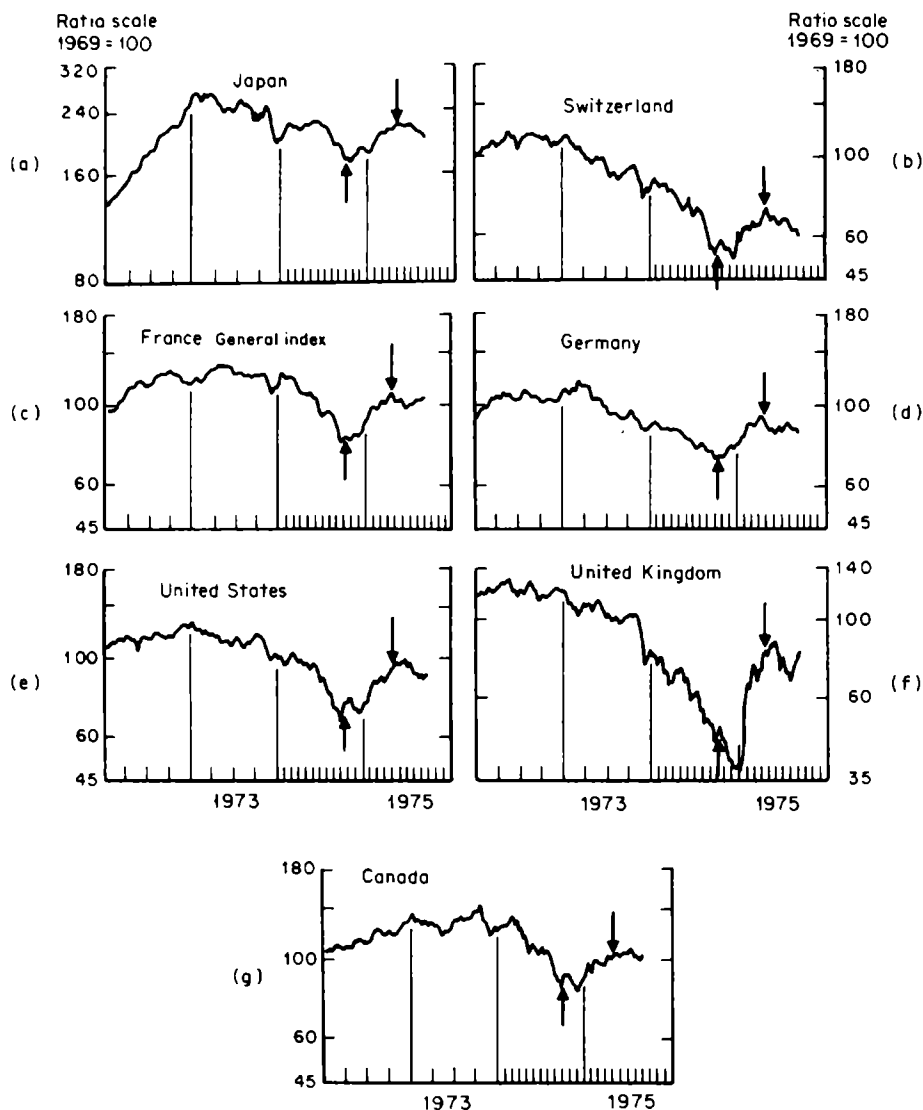 Ratio scale
1969 = 100
Ratio scale
1969 = 100
(a)
Japan
320
240
160
80
(b)
Switzerland
180
100
60
45
(c)
France General index
180
100
60
45
(d)
Germany
180
100
60
45
(e)
United States
180
100
60
45
1973
1975
(f)
United Kingdom
140
100
60
35
1973
1975
(g)
Canada
180
100
60
45
1973
1975